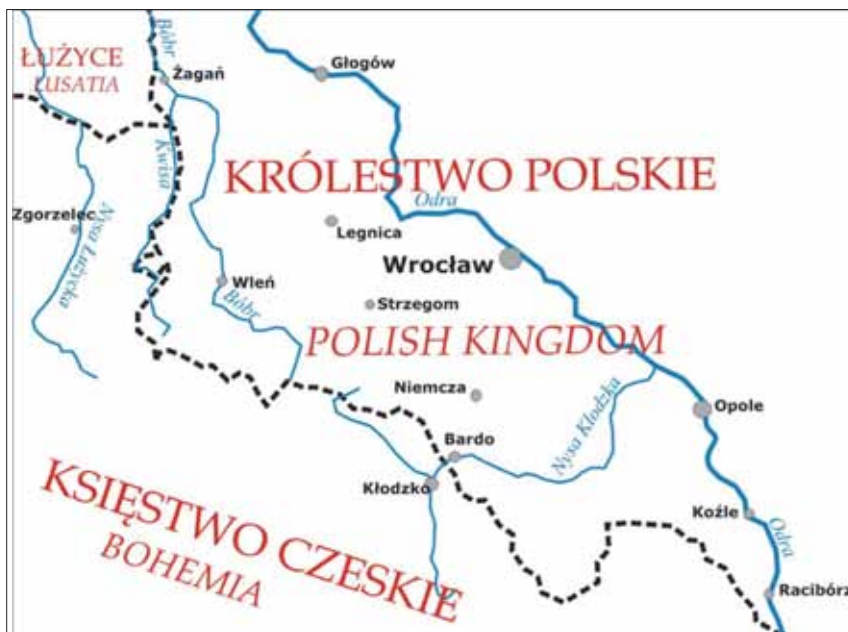 Bóbr
ŁUŻYCE
LUSATIA
Żagań
Głogów
Kwisa
KRÓLESTWO POLSKIE
Odra
Zgorzelec
Nysa Łużycka
Legnica
Wrocław
Wleń
Bóbr
Strzegom
POLISH KINGDOM
Niemcza
Nysa Kłodzka
Opole
Bardo
Kłodzko
KSIĘSTWO CZESKIE
BOHEMIA
Koźle
Odra
Racibórz